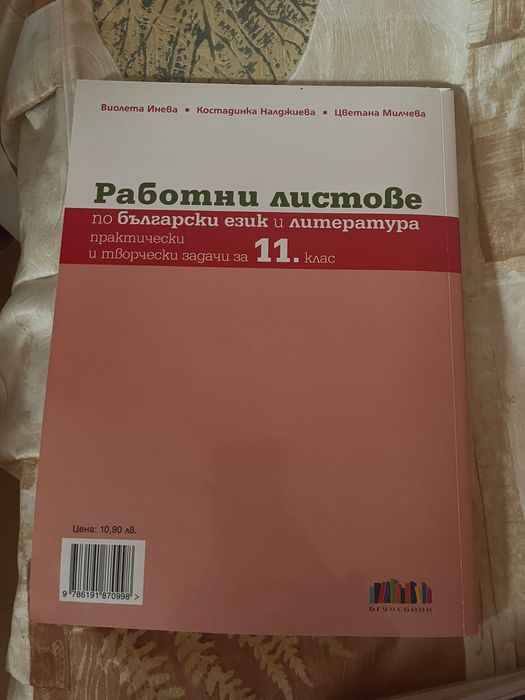 Виолета Инева ▪ Костадинка Налджиева ▪ Цветана Милчева
Работни листове
по български език и литература
практически
и творчески задачи за 11. клас
Цена: 10,90 лв.
9 786191 870998 >
БГУЧЕБНИК